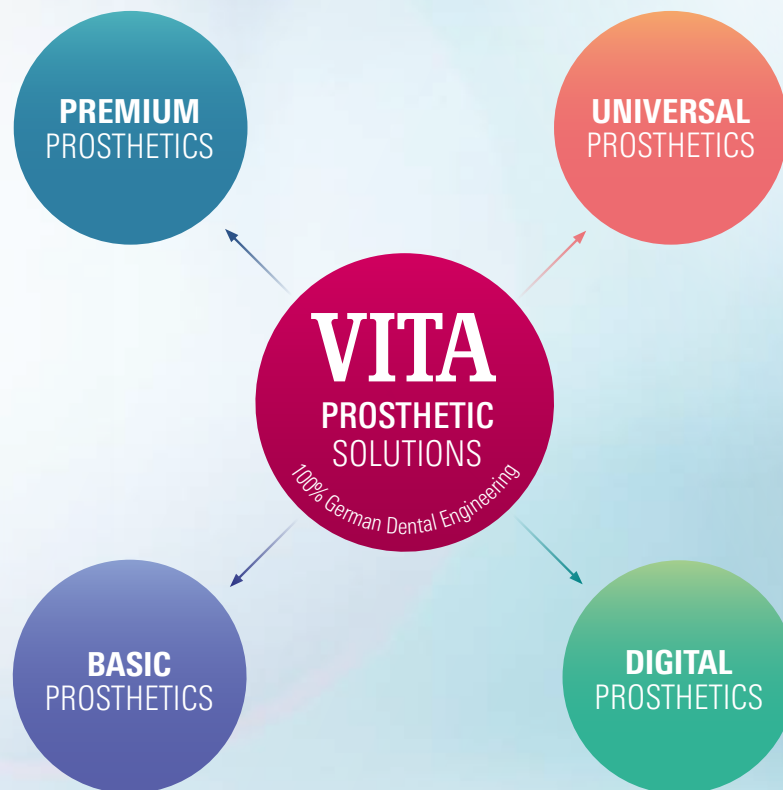 PREMIUM
PROSTHETICS
UNIVERSAL
PROSTHETICS
VITA
PROSTHETIC
SOLUTIONS
100% German Dental Engineering
BASIC
PROSTHETICS
DIGITAL
PROSTHETICS